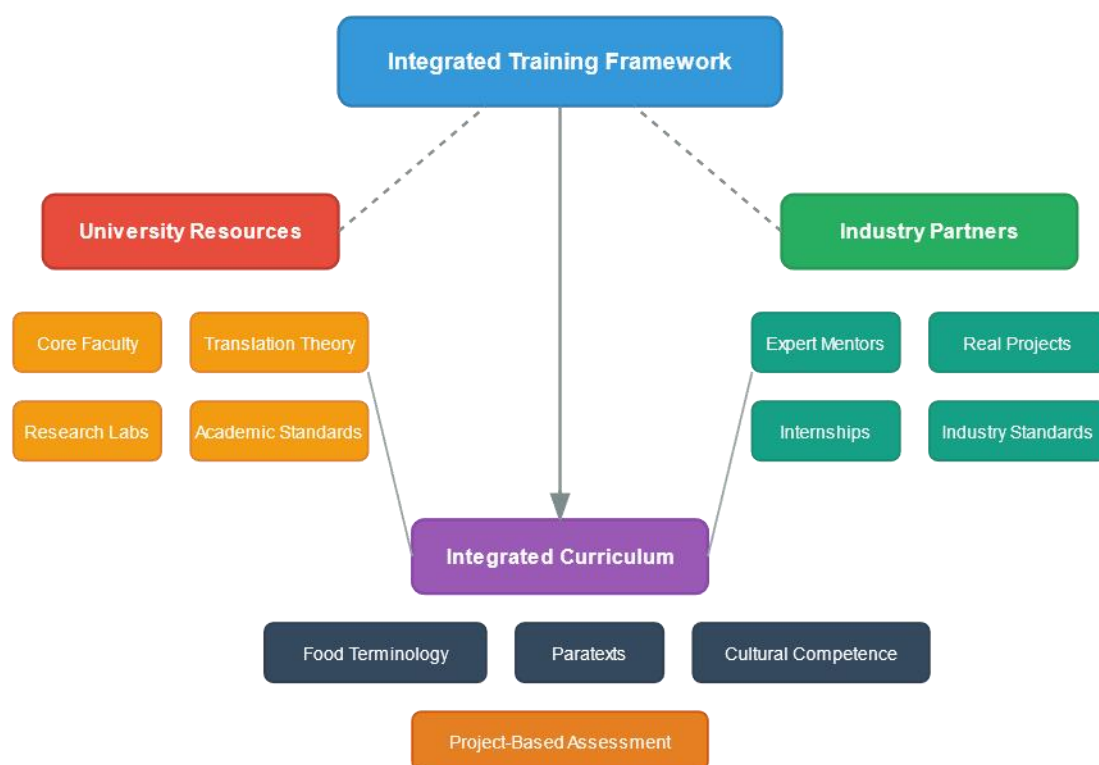 Integrated Training Framework
University Resources
Industry Partners
Core Faculty
Translation Theory
Expert Mentors
Real Projects
Research Labs
Academic Standards
Internships
Industry Standards
Integrated Curriculum
Food Terminology
Paratexts
Cultural Competence
Project-Based Assessment